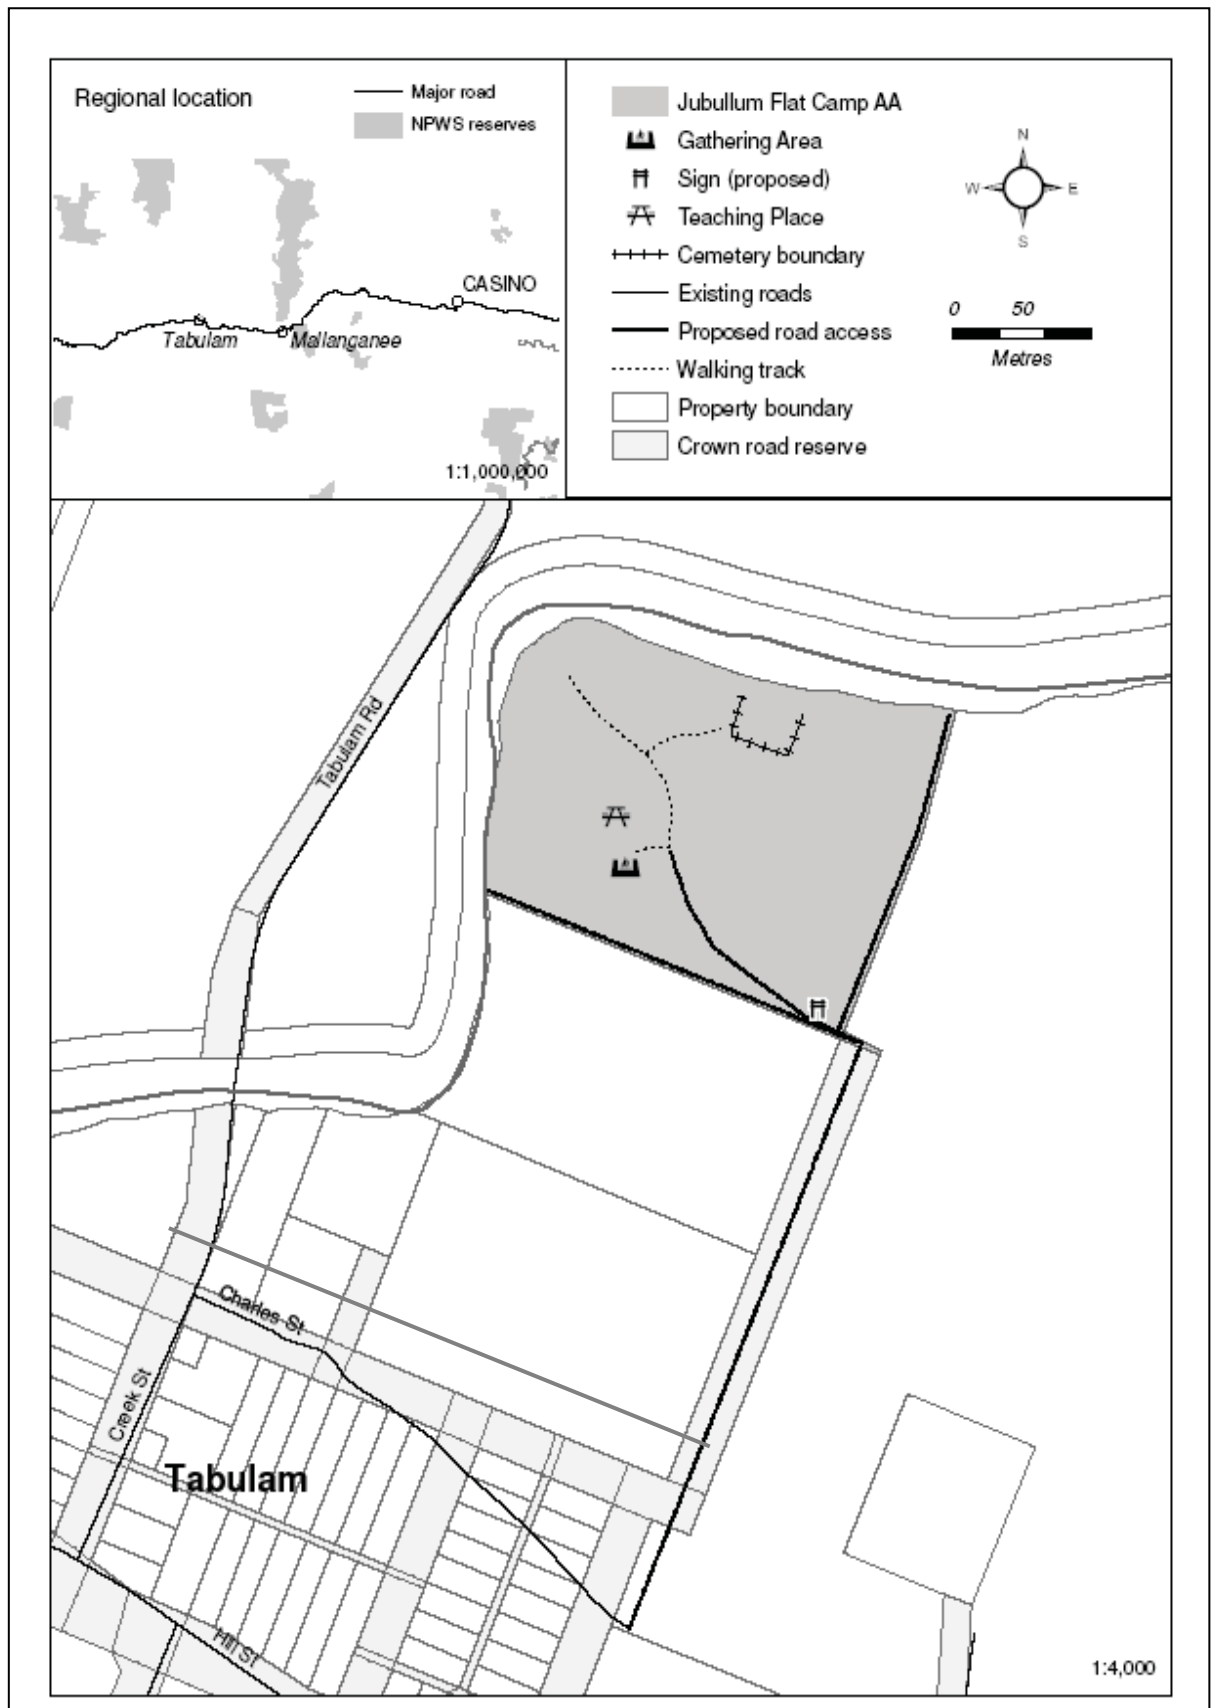 Regional location
Major road
NPWS reserves
CASINO
Tabulam
Mallanganee
1:1,000,000
Jubullum Flat Camp AA
Gathering Area
Sign (proposed)
Teaching Place
Cemetery boundary
Existing roads
Proposed road access
Walking track
Property boundary
Crown road reserve
N
W
E
S
0 50
Metres
Tabulam Rd
Charles St
Creek St
Tabulam
Hill St
1:4,000